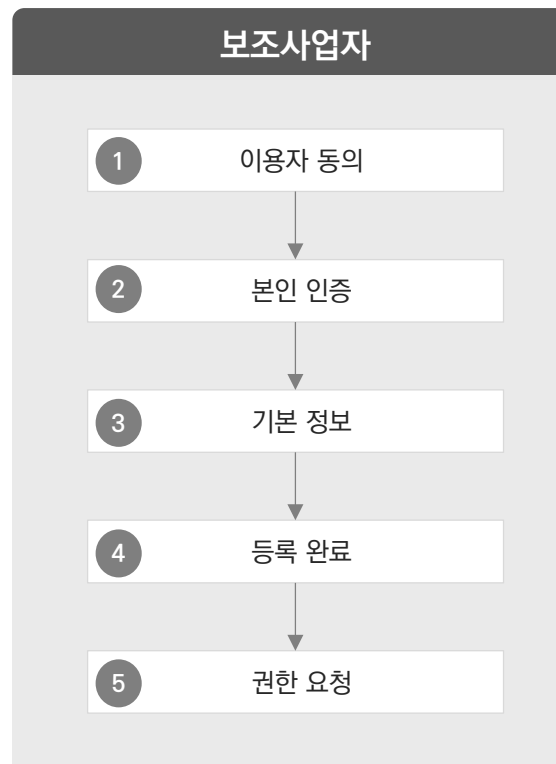 보조사업자
1 이용자 동의
2 본인 인증
3 기본 정보
4 등록 완료
5 권한 요청